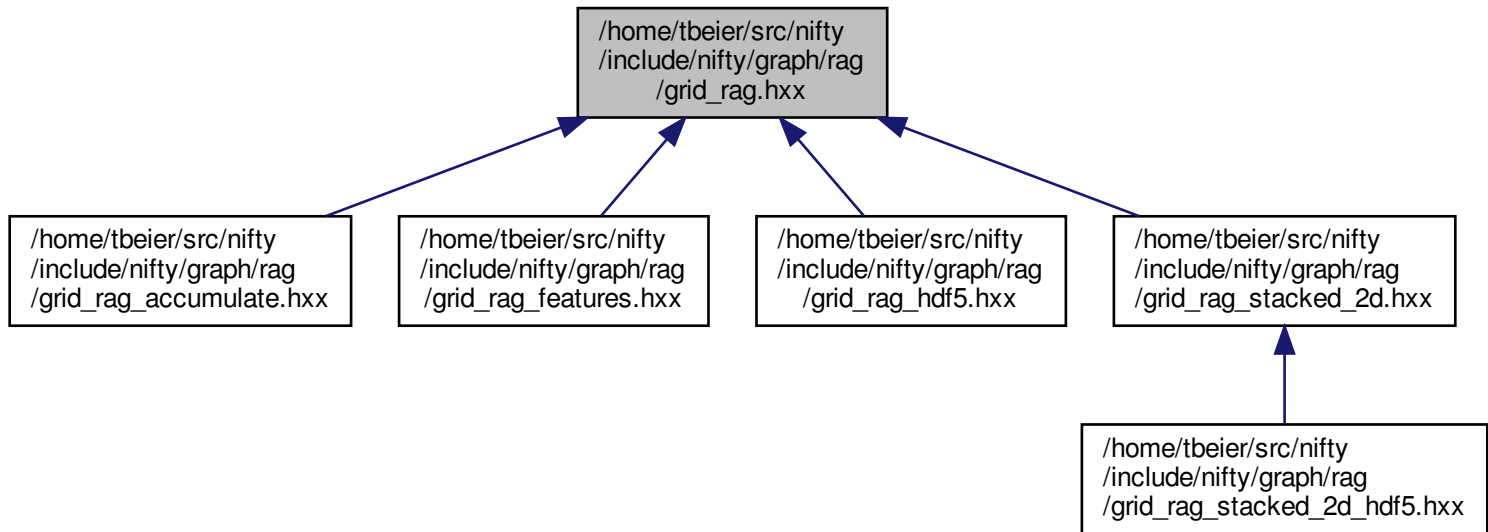 /home/tbeier/src/nifty
/include/nifty/graph/rag
/grid_rag.hxx
/home/tbeier/src/nifty
/include/nifty/graph/rag
/grid_rag_accumulate.hxx
/home/tbeier/src/nifty
/include/nifty/graph/rag
/grid_rag_features.hxx
/home/tbeier/src/nifty
/include/nifty/graph/rag
/grid_rag_hdf5.hxx
/home/tbeier/src/nifty
/include/nifty/graph/rag
/grid_rag_stacked_2d.hxx
/home/tbeier/src/nifty
/include/nifty/graph/rag
/grid_rag_stacked_2d_hdf5.hxx